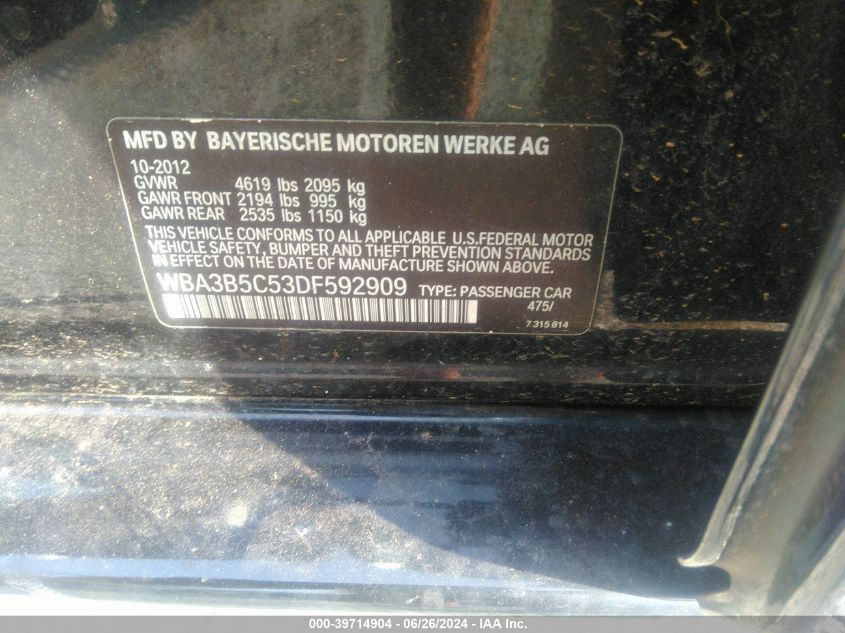 MFD BY BAYERISCHE MOTOREN WERKE AG
10-2012
GVWR 4619 lbs 2095 kg
GAWR FRONT 2194 lbs 995 kg
GAWR REAR 2535 lbs 1150 kg
THIS VEHICLE CONFORMS TO ALL APPLICABLE U.S.FEDERAL MOTOR
VEHICLE SAFETY, BUMPER AND THEFT PREVENTION STANDARDS
IN EFFECT ON THE DATE OF MANUFACTURE SHOWN ABOVE.
WBA3B5C53DF592909 TYPE: PASSENGER CAR
475/
7 315 814
000-39714904 / 06/26/2024 - IAA Inc.